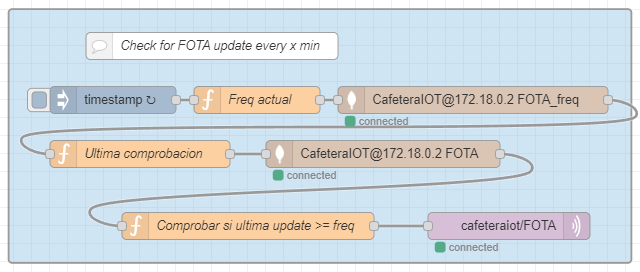 Check for FOTA update every x min
timestamp ↻
Freq actual
CafeteraIOT@172.18.0.2 FOTA_freq
connected
Ultima comprobacion
CafeteraIOT@172.18.0.2 FOTA
connected
Comprobar si ultima update >= freq
cafeteraiot/FOTA
connected